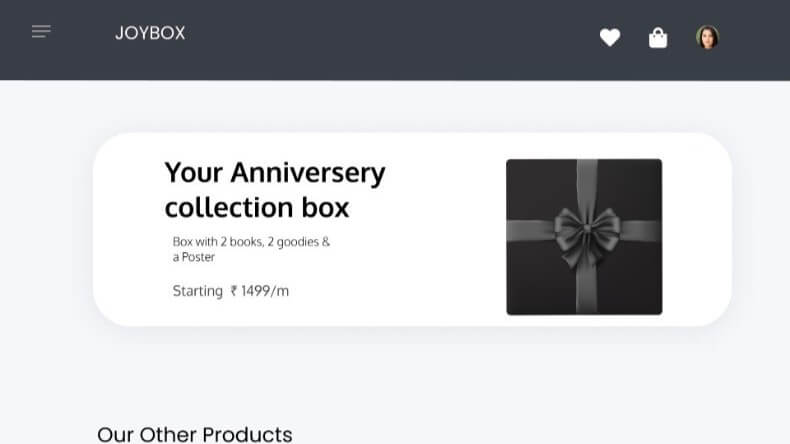 JOYBOX
Your Anniversery
collection box
Box with 2 books, 2 goodies &
a Poster
Starting ₹ 1499/m
Our Other Products